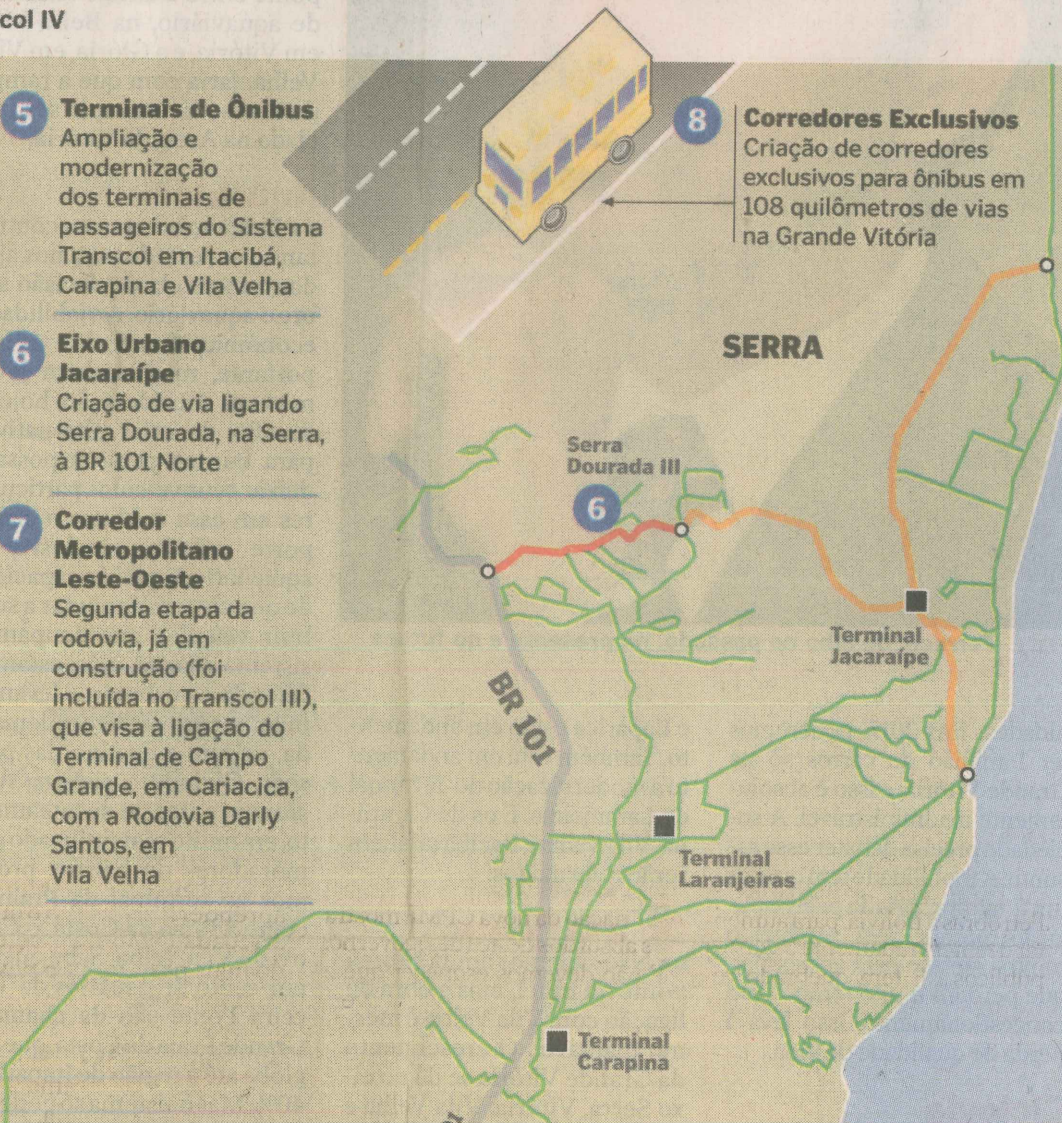 col IV
5
Terminais de Ônibus
Ampliação e
modernização
dos terminais de
passageiros do Sistema
Transcol em Itacibá,
Carapina e Vila Velha
6
Eixo Urbano
Jacaraípe
Criação de via ligando
Serra Dourada, na Serra,
à BR 101 Norte
7
Corredor
Metropolitano
Leste-Oeste
Segunda etapa da
rodovia, já em
construção (foi
incluída no Transcol III),
que visa à ligação do
Terminal de Campo
Grande, em Cariacica,
com a Rodovia Darly
Santos, em
Vila Velha
8
Corredores Exclusivos
Criação de corredores
exclusivos para ônibus em
108 quilômetros de vias
na Grande Vitória
SERRA
Serra
Dourada III
6
Terminal
Jacaraípe
BR 101
Terminal
Laranjeiras
Terminal
Carapina